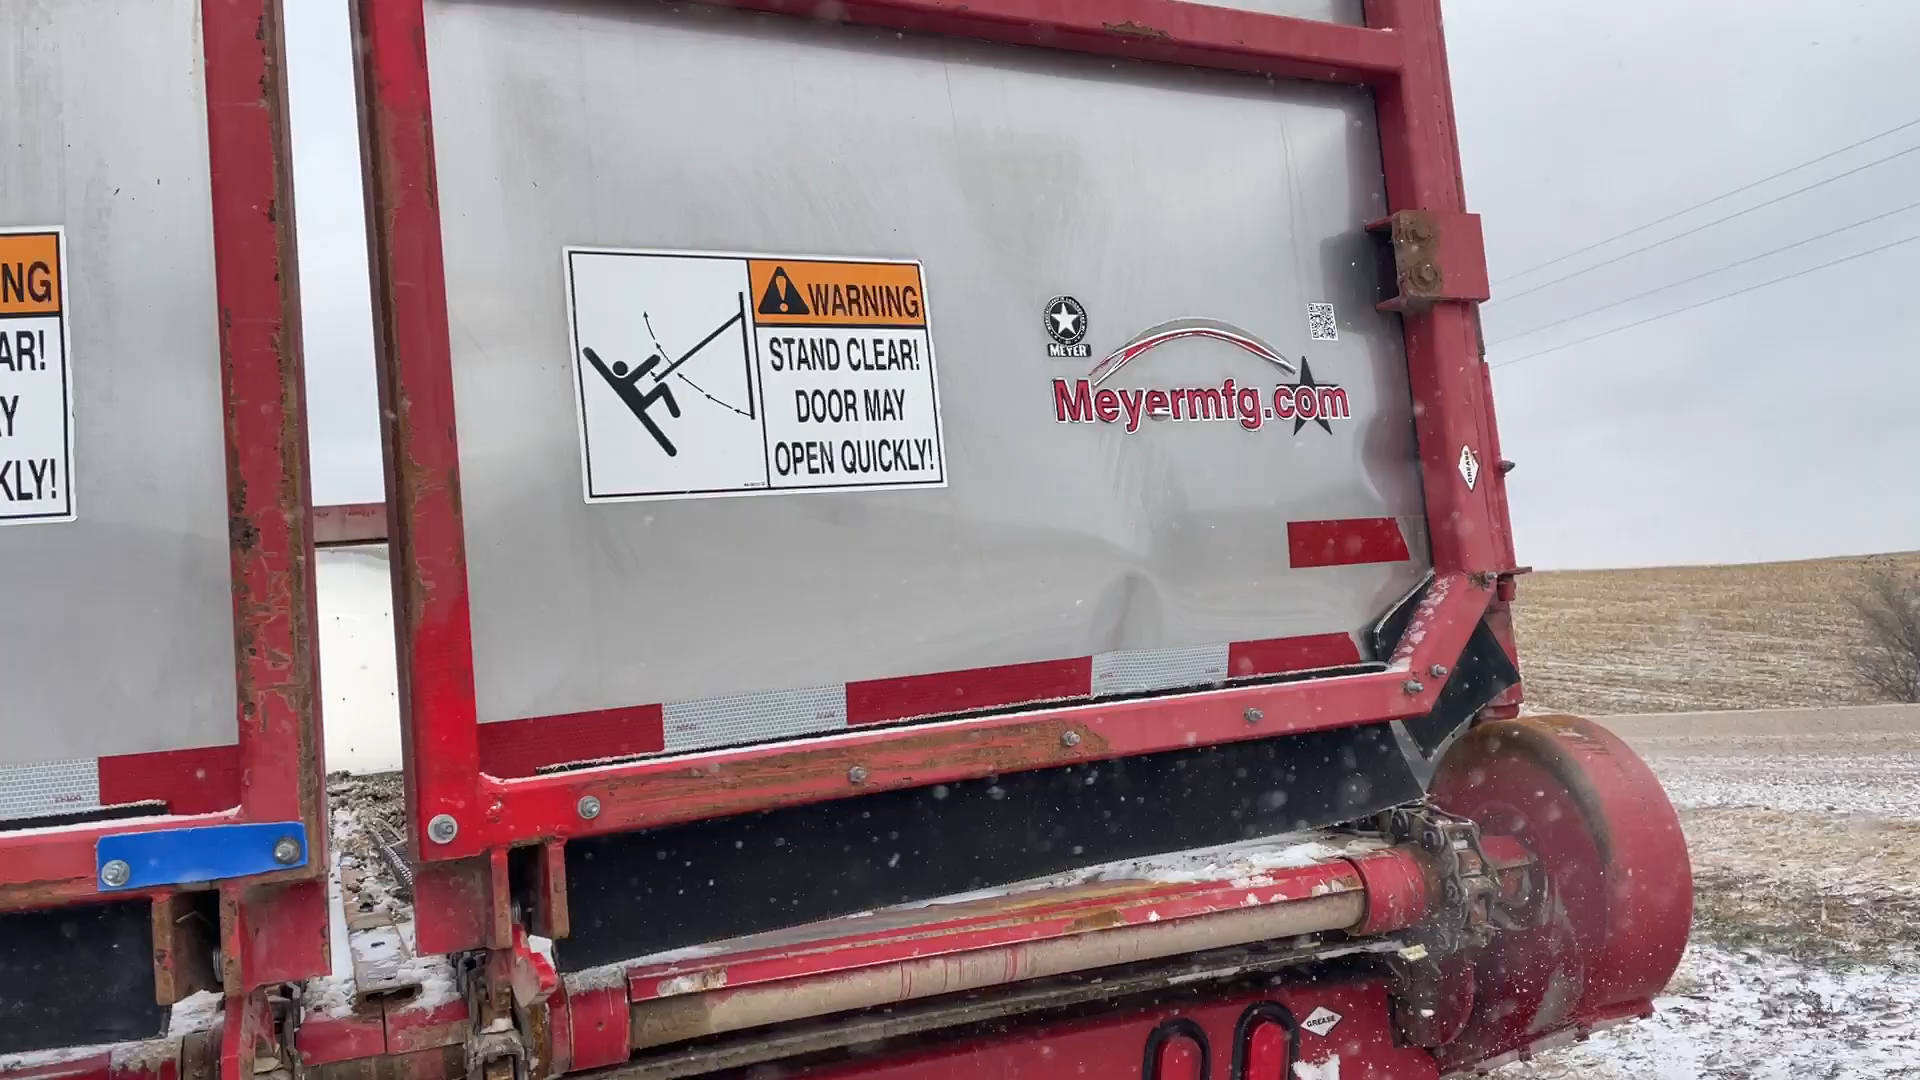 NG
AR!
Y
KLY!
WARNING
STAND CLEAR!
DOOR MAY
OPEN QUICKLY!
MEYER
Meyermfg.com
GREASE
GREASE